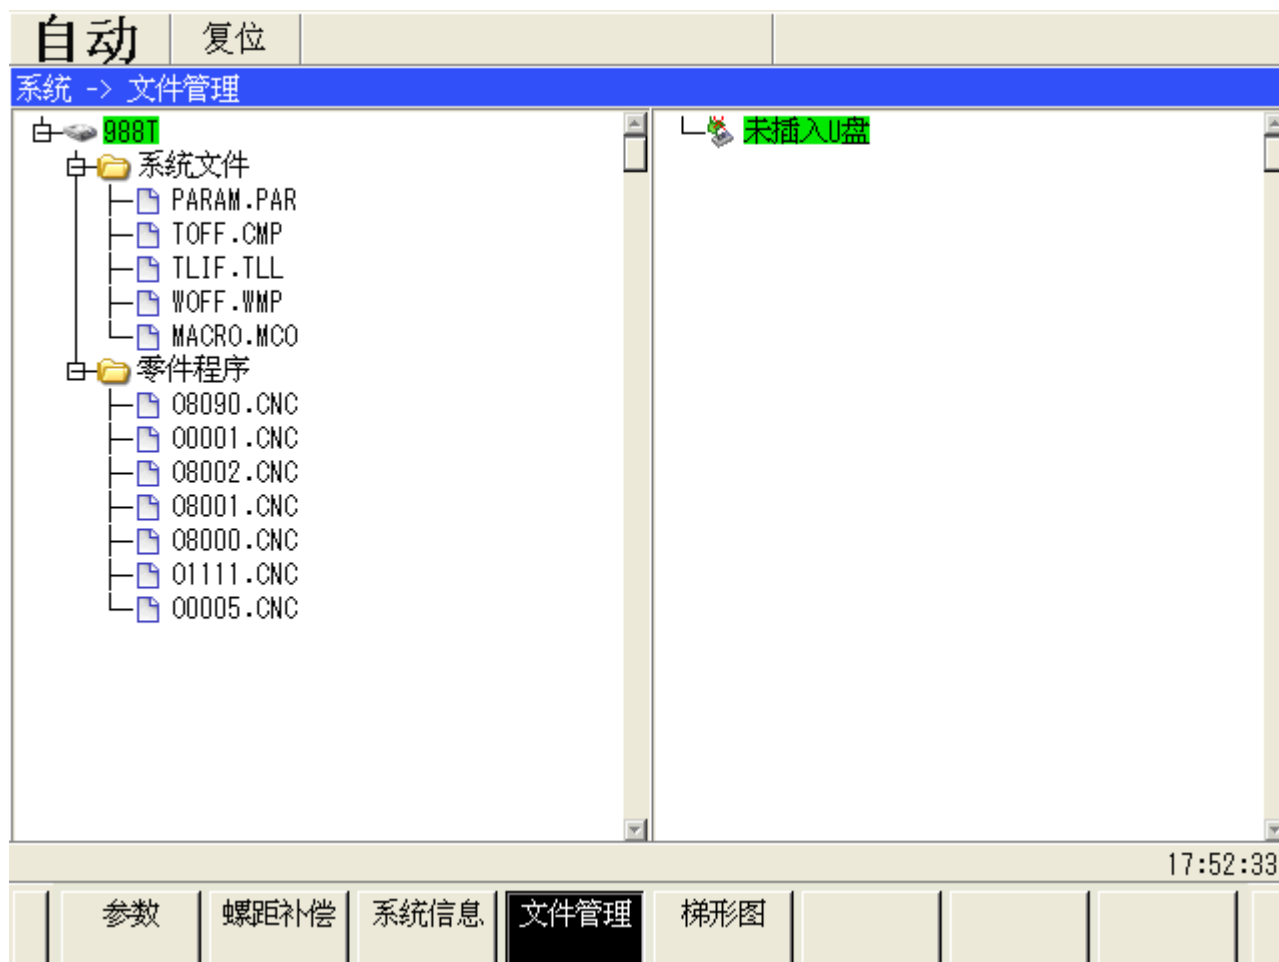 自动 复位
系统 -> 文件管理
988T
系统文件
PARAM.PAR
TOFF.CMP
TLIF.TLL
WOFF.WMP
MACRO.MCO
零件程序
O8090.CNC
O0001.CNC
O8002.CNC
O8001.CNC
O8000.CNC
O1111.CNC
O0005.CNC
未插入U盘
17:52:33
参数 螺距补偿 系统信息 文件管理 梯形图